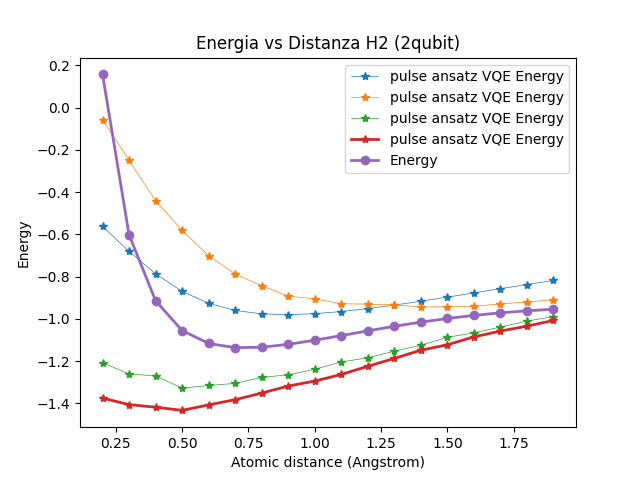 Energia vs Distanza H2 (2qubit)
pulse ansatz VQE Energy
pulse ansatz VQE Energy
pulse ansatz VQE Energy
pulse ansatz VQE Energy
Energy
0.2
0.0
−0.2
−0.4
−0.6
−0.8
−1.0
−1.2
−1.4
Energy
0.25 0.50 0.75 1.00 1.25 1.50 1.75
Atomic distance (Angstrom)